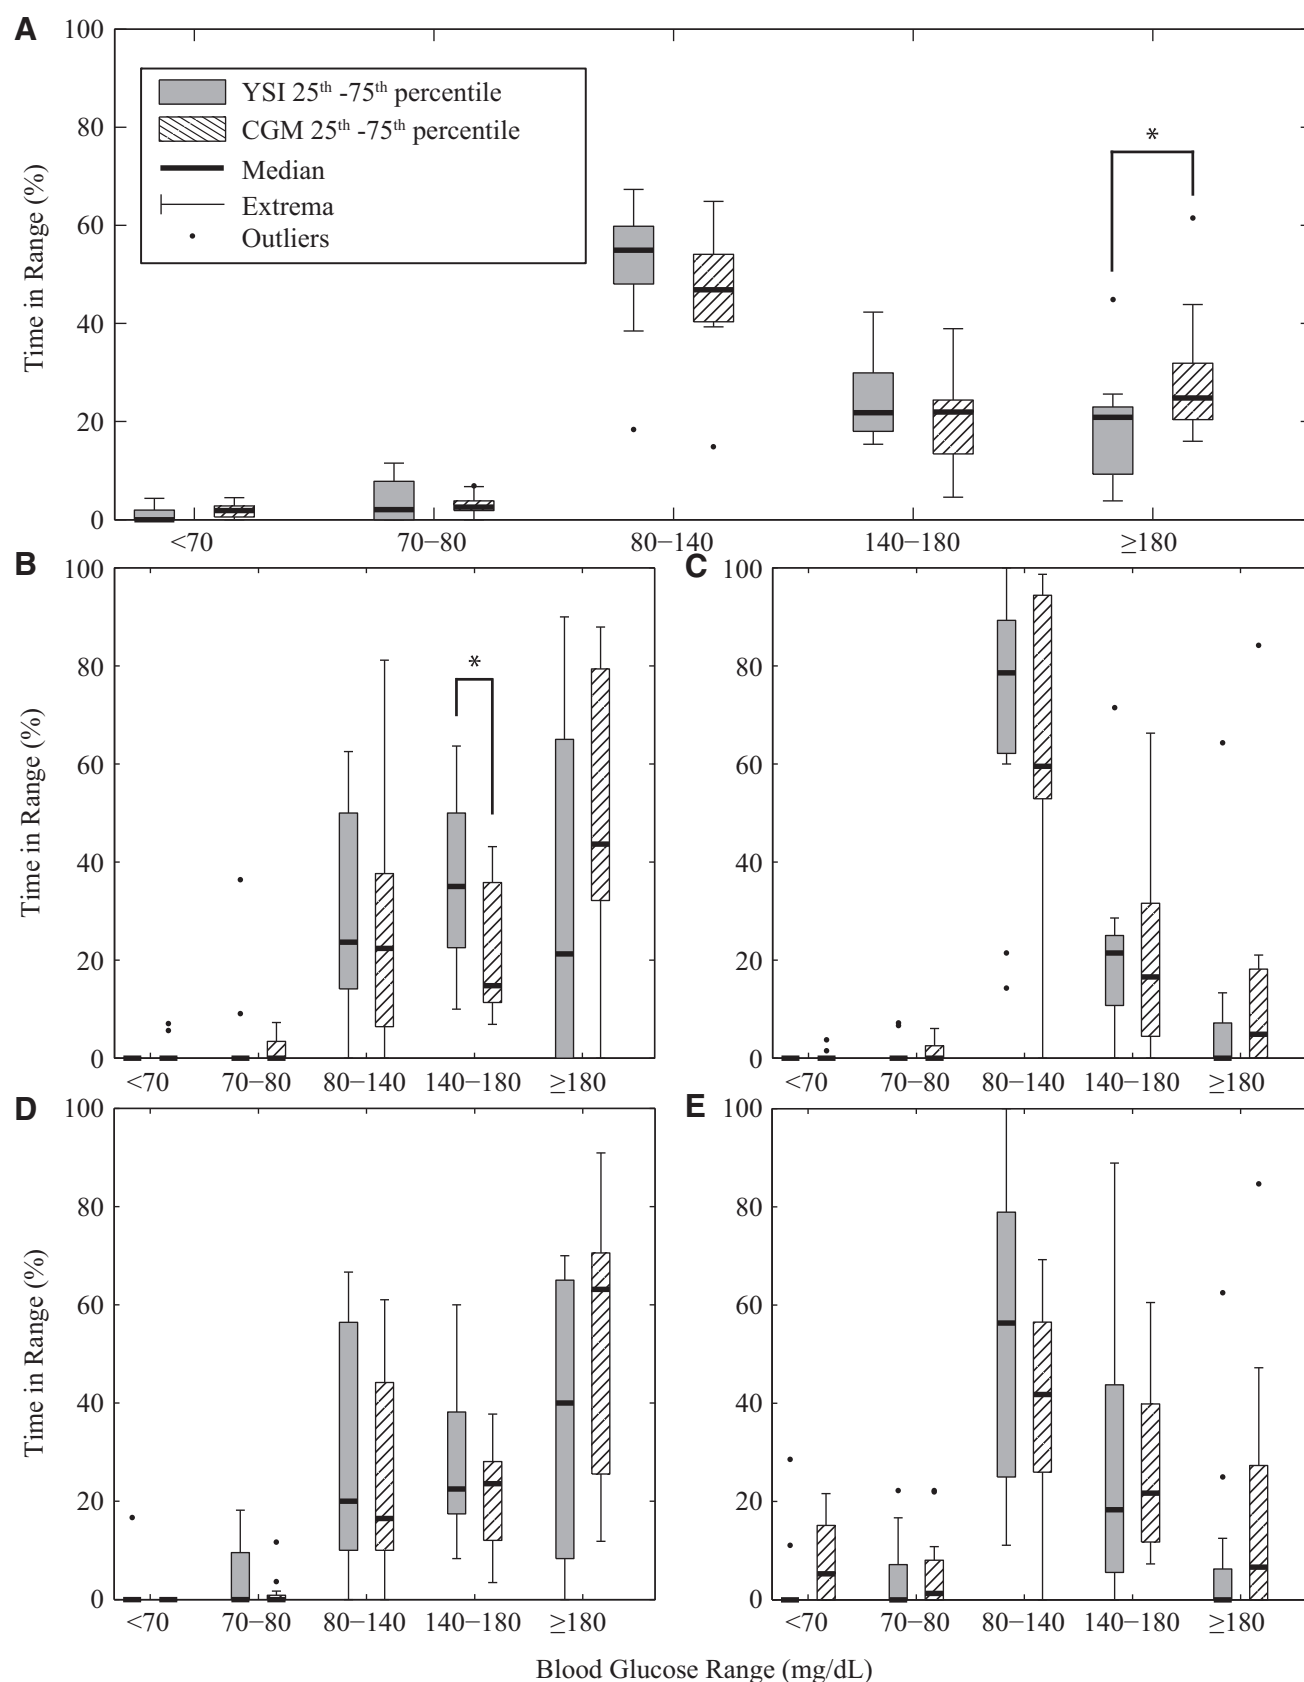 A
100
80
60
40
20
0
Time in Range (%)
YSI 25th -75th percentile
CGM 25th -75th percentile
Median
Extrema
Outliers
*
<70 70–80 80–140 140–180 ≥180
B
100
80
60
40
20
0
Time in Range (%)
*
<70 70–80 80–140 140–180 ≥180
C
100
80
60
40
20
0
<70 70–80 80–140 140–180 ≥180
D
100
80
60
40
20
0
Time in Range (%)
<70 70–80 80–140 140–180 ≥180
E
100
80
60
40
20
0
<70 70–80 80–140 140–180 ≥180
Blood Glucose Range (mg/dL)